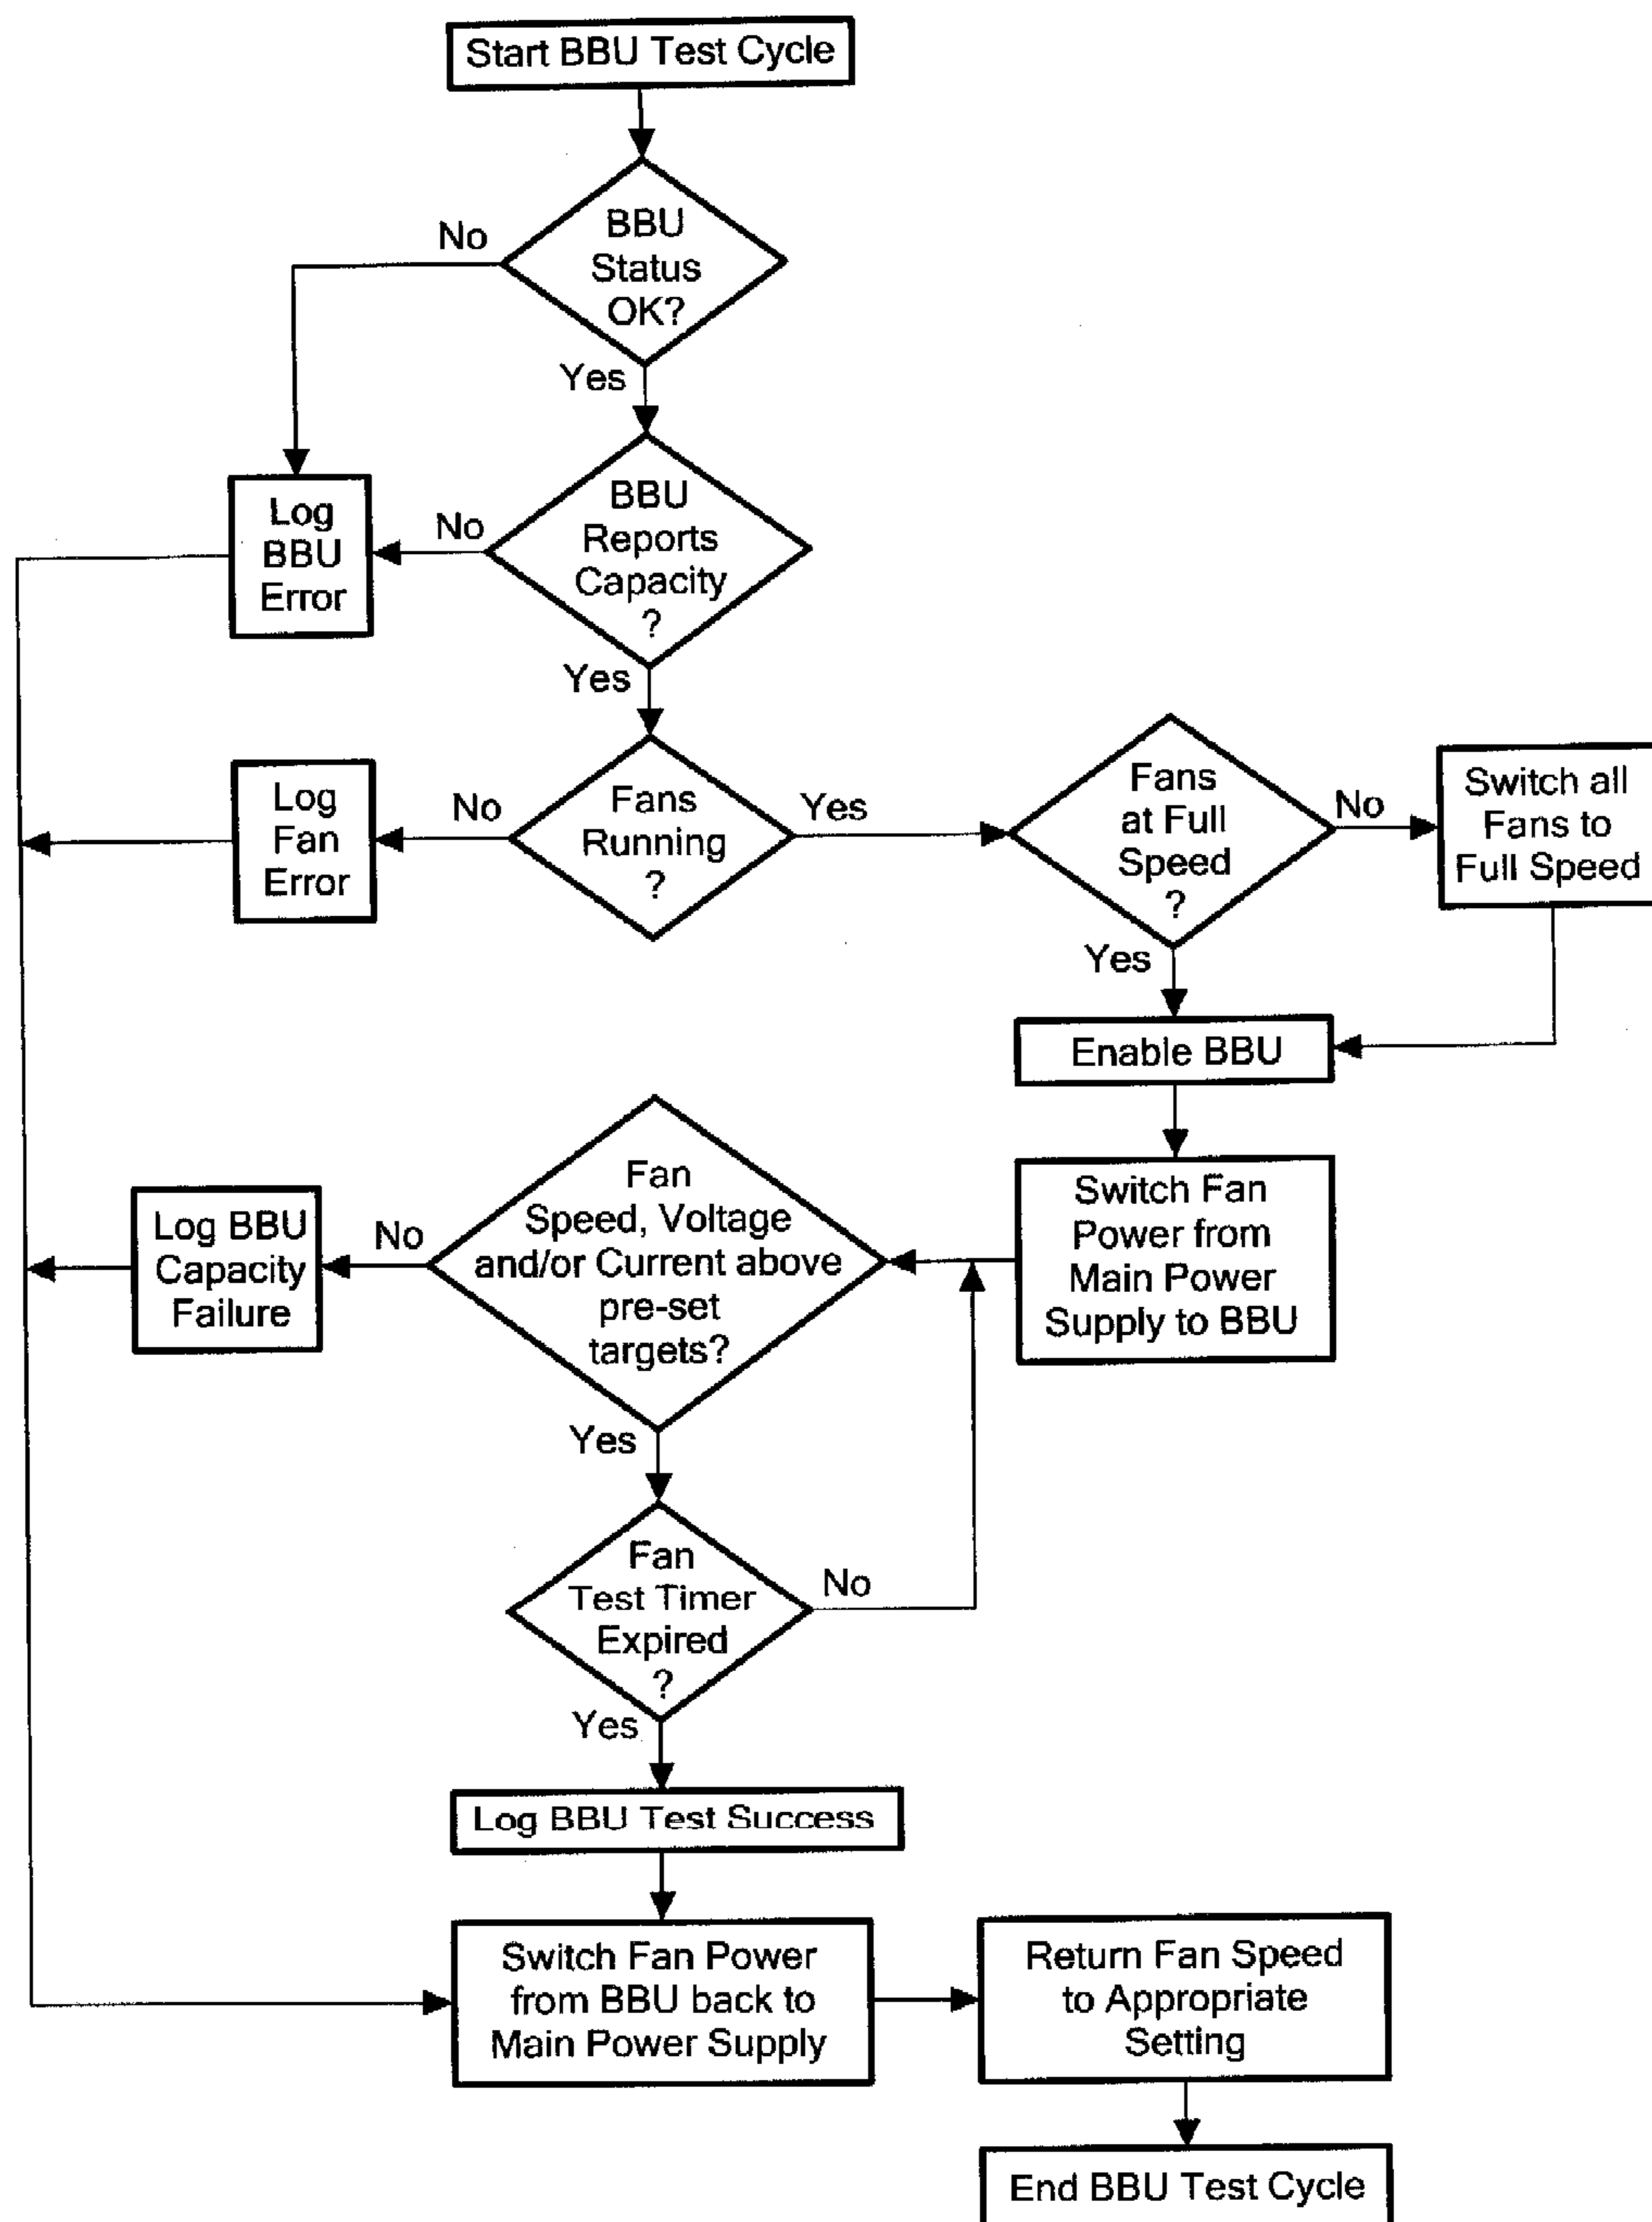 Start BBU Test Cycle
BBU
Status
OK?
No
Yes
BBU
Reports
Capacity
?
No
Log
BBU
Error
Yes
Fans
Running
?
No
Log
Fan
Error
Yes
Fans
at Full
Speed
?
No
Switch all
Fans to
Full Speed
Yes
Enable BBU
Switch Fan
Power from
Main Power
Supply to BBU
Fan
Speed, Voltage
and/or Current above
pre-set
targets?
No
Log BBU
Capacity
Failure
Yes
Fan
Test Timer
Expired
?
No
Yes
Log BBU Test Success
Switch Fan Power
from BBU back to
Main Power Supply
Return Fan Speed
to Appropriate
Setting
End BBU Test Cycle